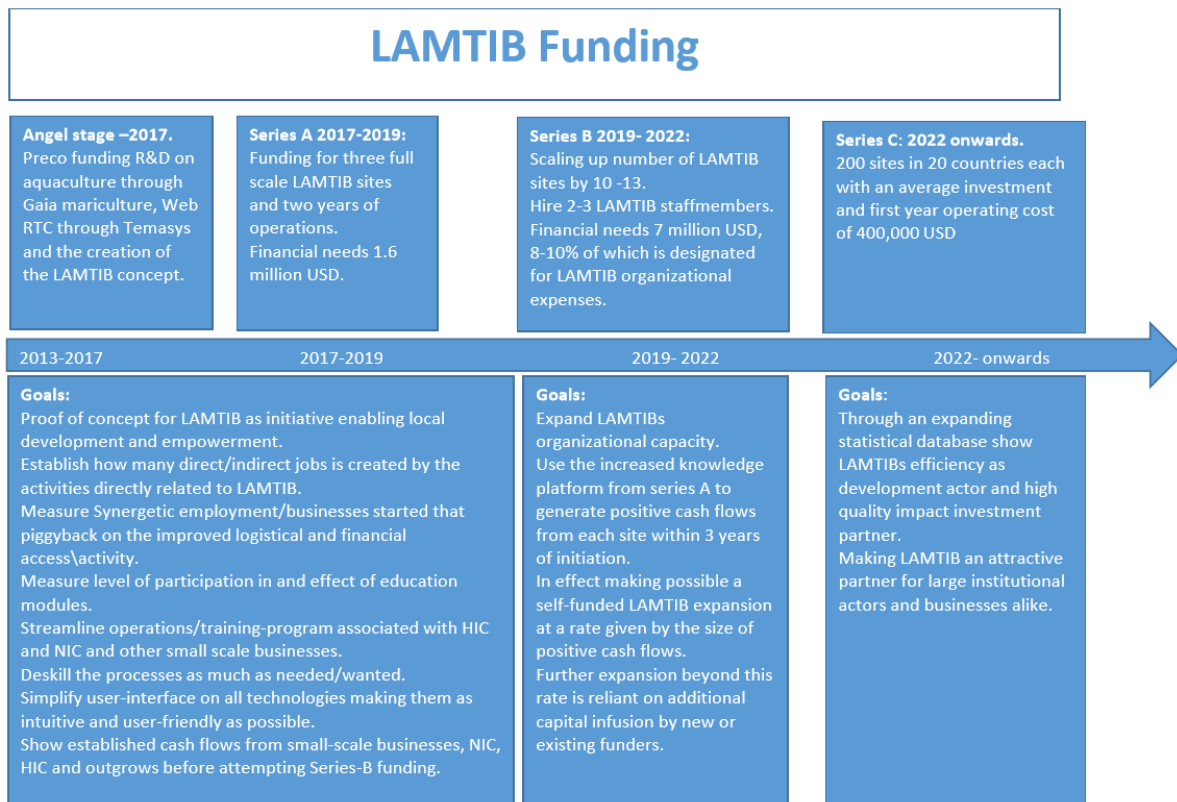 LAMTIB Funding
Angel stage –2017.
Preco funding R&D on
aquaculture through
Gaia mariculture, Web
RTC through Temasys
and the creation of
the LAMTIB concept.
Series A 2017-2019:
Funding for three full
scale LAMTIB sites
and two years of
operations.
Financial needs 1.6
million USD.
Series B 2019- 2022:
Scaling up number of LAMTIB
sites by 10 -13.
Hire 2-3 LAMTIB staffmembers.
Financial needs 7 million USD,
8-10% of which is designated
for LAMTIB organizational
expenses.
Series C: 2022 onwards.
200 sites in 20 countries each
with an average investment
and first year operating cost
of 400,000 USD
2013-2017
2017-2019
2019- 2022
2022- onwards
Goals:
Proof of concept for LAMTIB as initiative enabling local
development and empowerment.
Establish how many direct/indirect jobs is created by the
activities directly related to LAMTIB.
Measure Synergetic employment/businesses started that
piggyback on the improved logistical and financial
access\activity.
Measure level of participation in and effect of education
modules.
Streamline operations/training-program associated with HIC
and NIC and other small scale businesses.
Deskill the processes as much as needed/wanted.
Simplify user-interface on all technologies making them as
intuitive and user-friendly as possible.
Show established cash flows from small-scale businesses, NIC,
HIC and outgrows before attempting Series-B funding.
Goals:
Expand LAMTIBs
organizational capacity.
Use the increased knowledge
platform from series A to
generate positive cash flows
from each site within 3 years
of initiation.
In effect making possible a
self-funded LAMTIB expansion
at a rate given by the size of
positive cash flows.
Further expansion beyond this
rate is reliant on additional
capital infusion by new or
existing funders.
Goals:
Through an expanding
statistical database show
LAMTIBs efficiency as
development actor and high
quality impact investment
partner.
Making LAMTIB an attractive
partner for large institutional
actors and businesses alike.